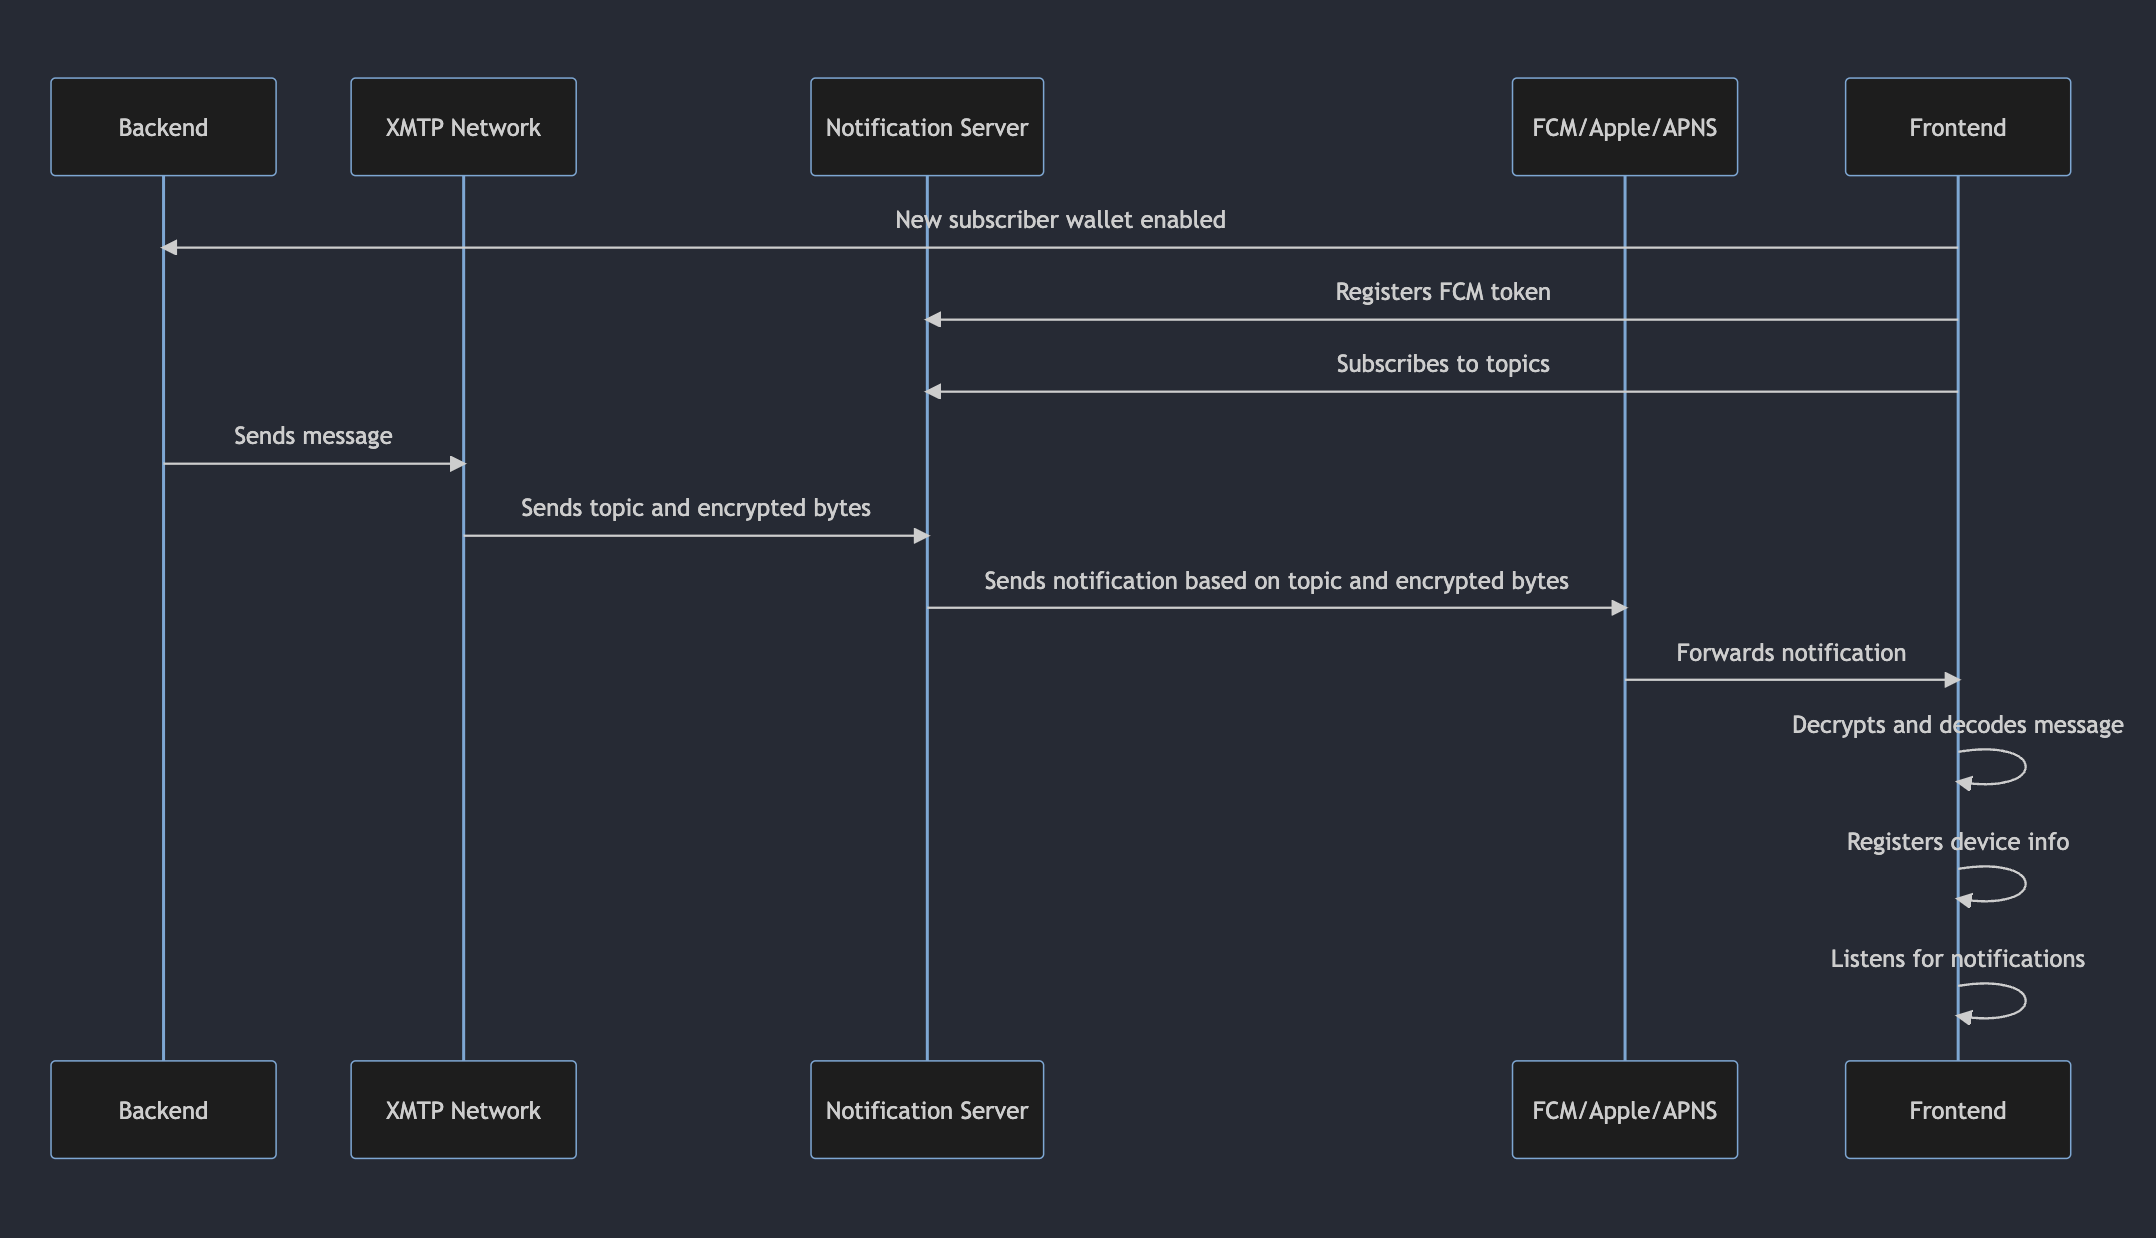 Backend
XMTP Network
Notification Server
FCM/Apple/APNS
Frontend
New subscriber wallet enabled
Registers FCM token
Subscribes to topics
Sends message
Sends topic and encrypted bytes
Sends notification based on topic and encrypted bytes
Forwards notification
Decrypts and decodes message
Registers device info
Listens for notifications
Backend
XMTP Network
Notification Server
FCM/Apple/APNS
Frontend